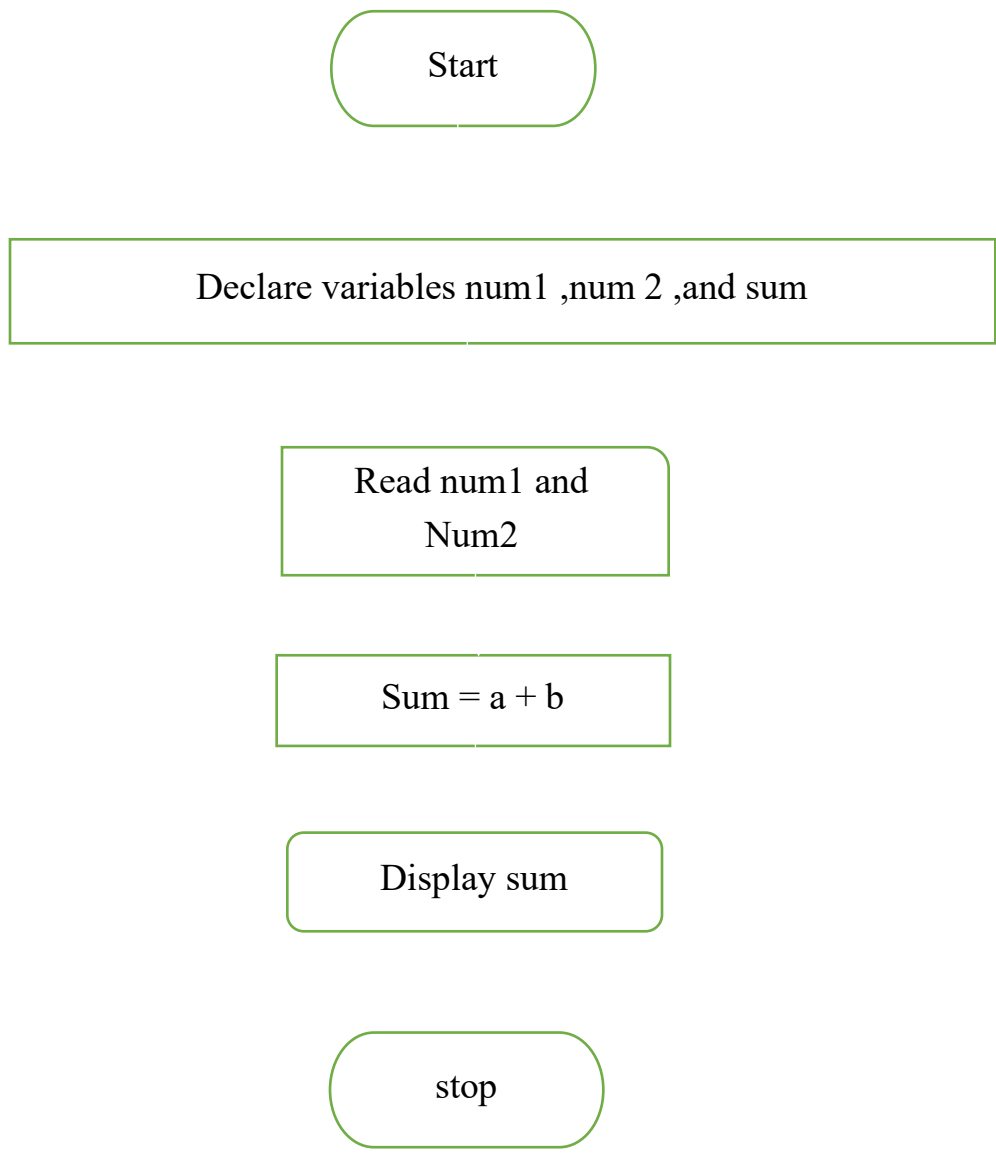 Start
Declare variables num1 ,num 2 ,and sum
Read num1 and
Num2
Sum = a + b
Display sum
stop